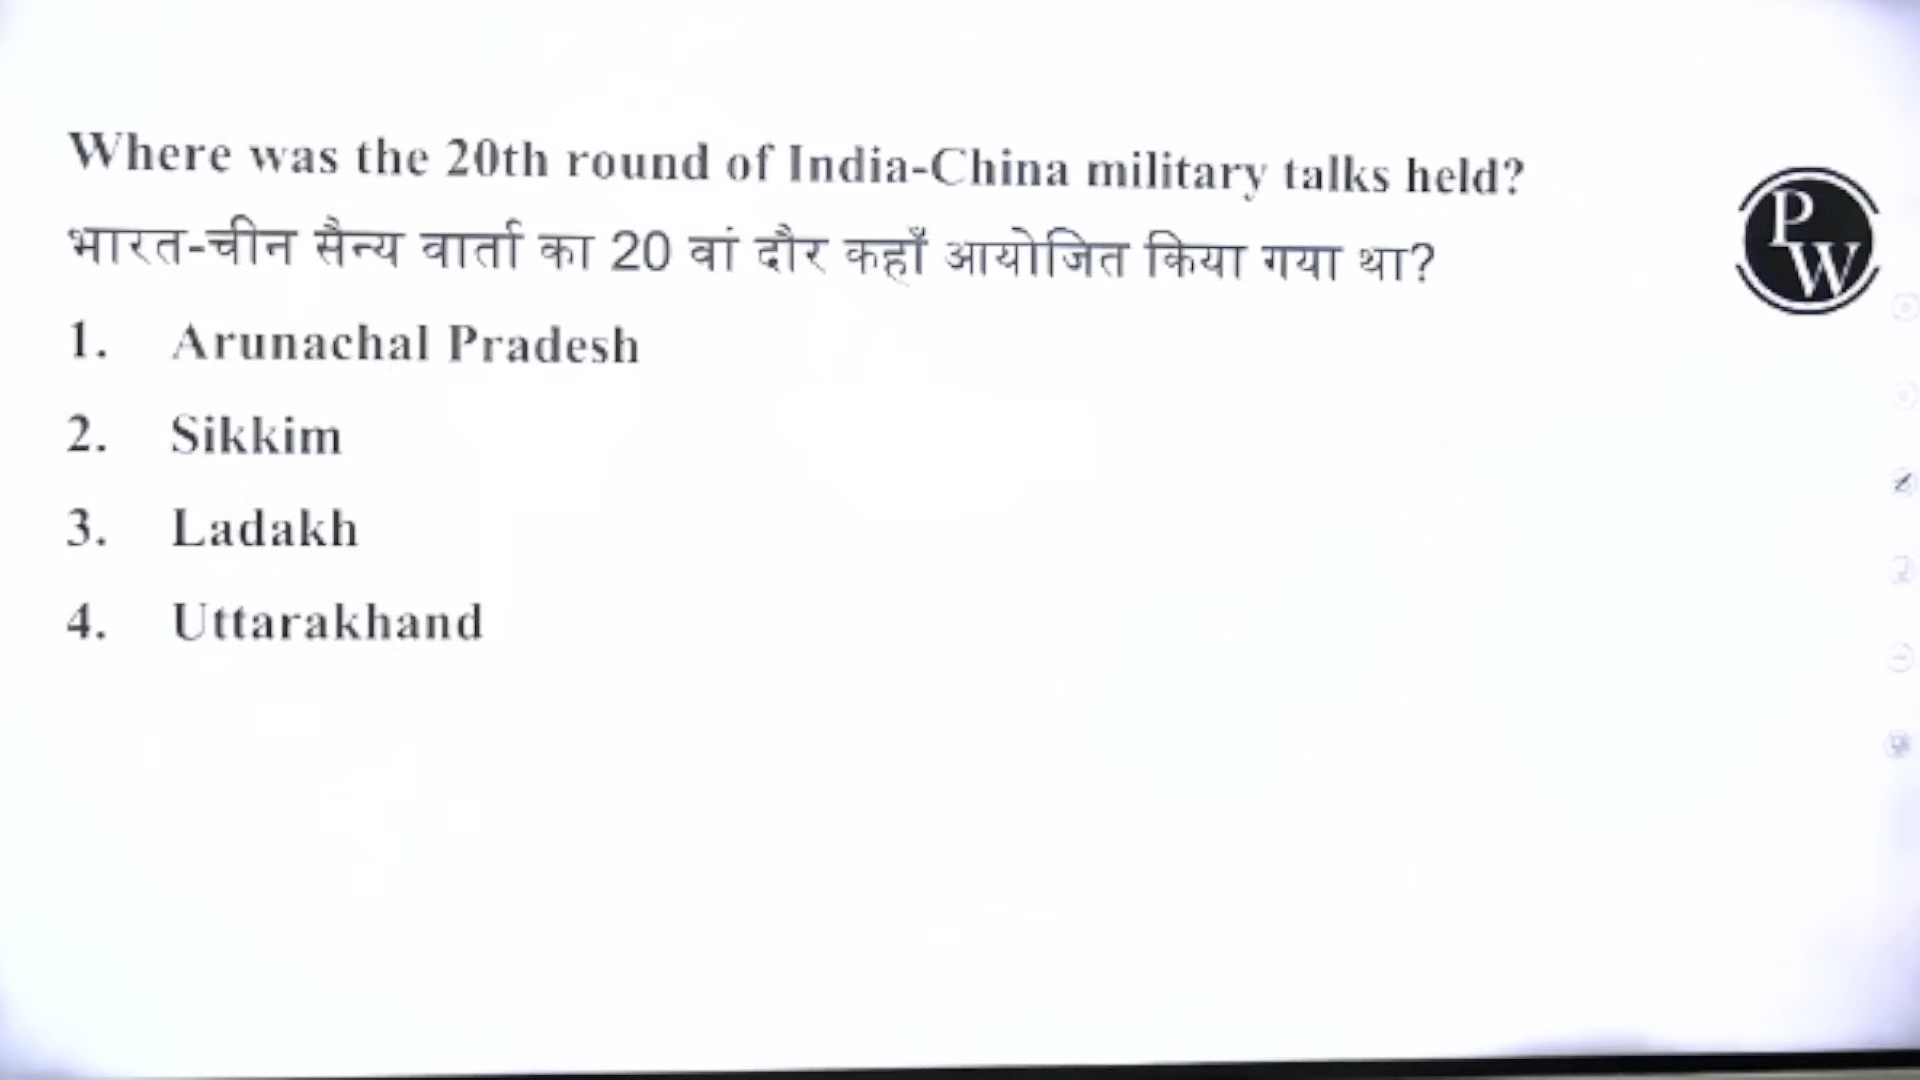 Where was the 20th round of India-China military talks held?
भारत-चीन सैन्य वार्ता का 20 वां दौर कहाँ आयोजित किया गया था?
1. Arunachal Pradesh
2. Sikkim
3. Ladakh
4. Uttarakhand
PW